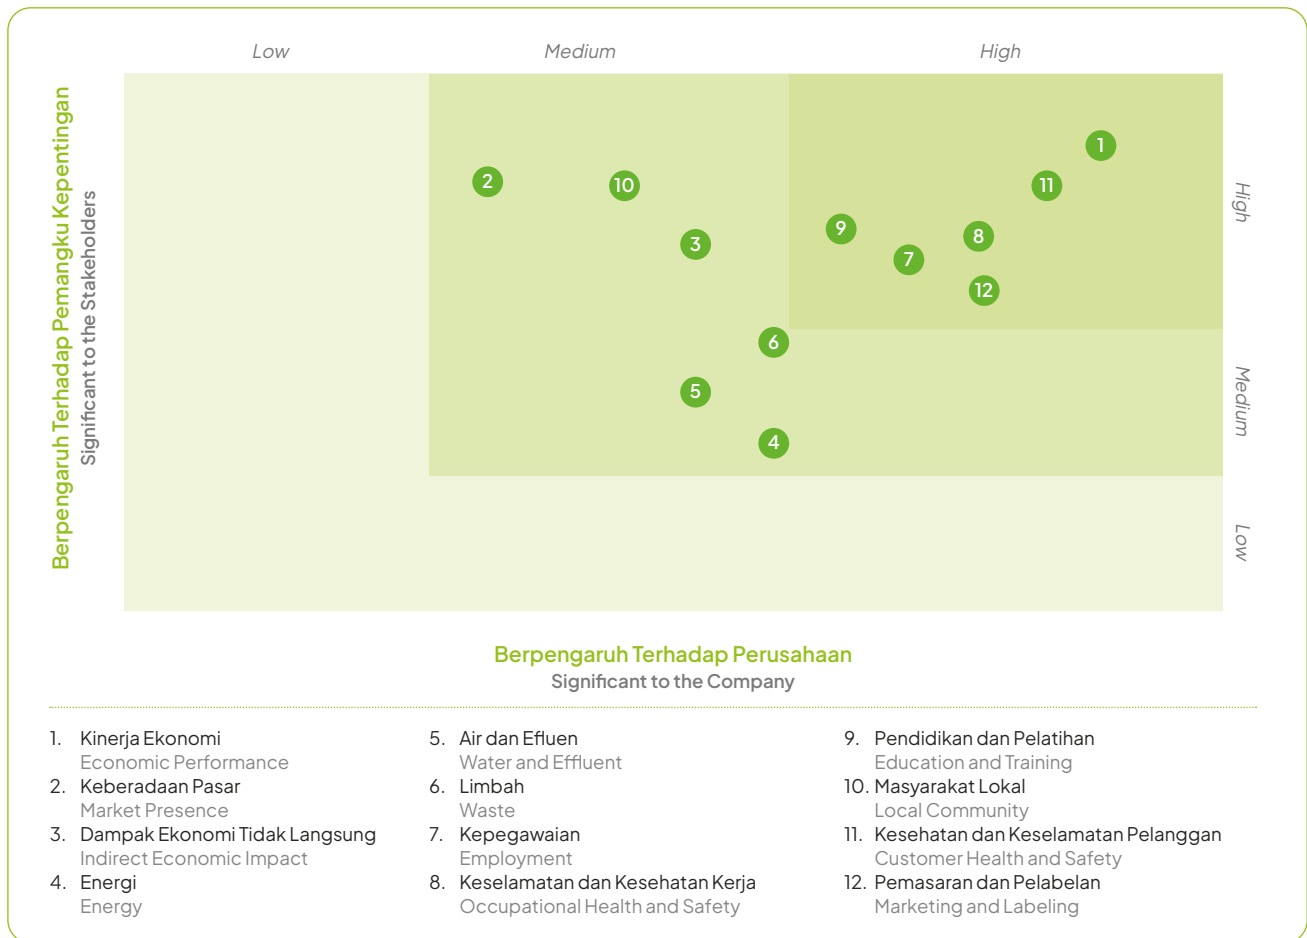 Low
Medium
High
Berpengaruh Terhadap Pemangku Kepentingan
Significant to the Stakeholders
1
2
10
11
9
8
3
7
12
6
5
4
High
Medium
Low
Berpengaruh Terhadap Perusahaan
Significant to the Company
1. Kinerja Ekonomi
Economic Performance
2. Keberadaan Pasar
Market Presence
3. Dampak Ekonomi Tidak Langsung
Indirect Economic Impact
4. Energi
Energy
5. Air dan Efluen
Water and Effluent
6. Limbah
Waste
7. Kepegawaian
Employment
8. Keselamatan dan Kesehatan Kerja
Occupational Health and Safety
9. Pendidikan dan Pelatihan
Education and Training
10. Masyarakat Lokal
Local Community
11. Kesehatan dan Keselamatan Pelanggan
Customer Health and Safety
12. Pemasaran dan Pelabelan
Marketing and Labeling